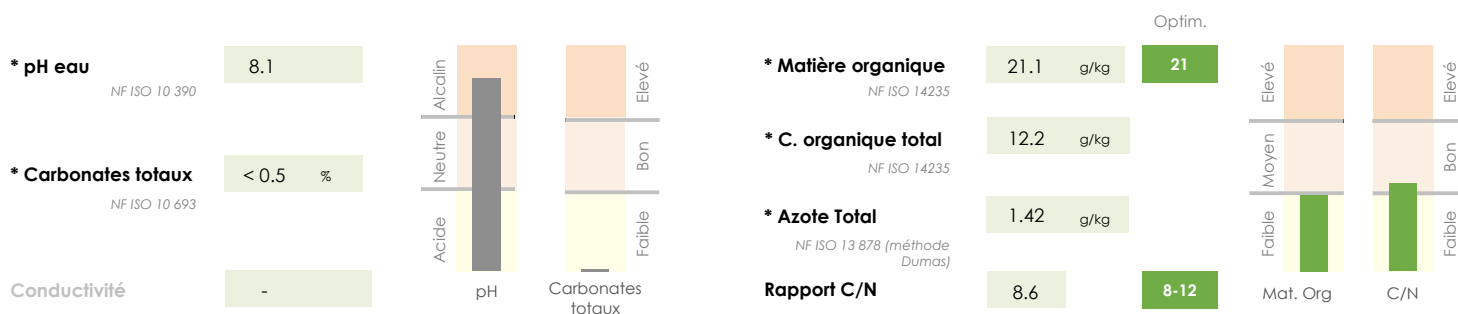 * pH eau 8.1
NF ISO 10 390
* Carbonates totaux < 0.5 %
NF ISO 10 693
Conductivité -
Alcalin
Neutre
Acide
Elevé
Bon
Faible
pH
Carbonates
totaux
Optim.
* Matière organique 21.1 g/kg 21
NF ISO 14235
* C. organique total 12.2 g/kg
NF ISO 14235
* Azote Total 1.42 g/kg
NF ISO 13 878 (méthode
Dumas)
Rapport C/N 8.6 8-12
Elevé
Moyen
Faible
Elevé
Bon
Faible
Mat. Org
C/N